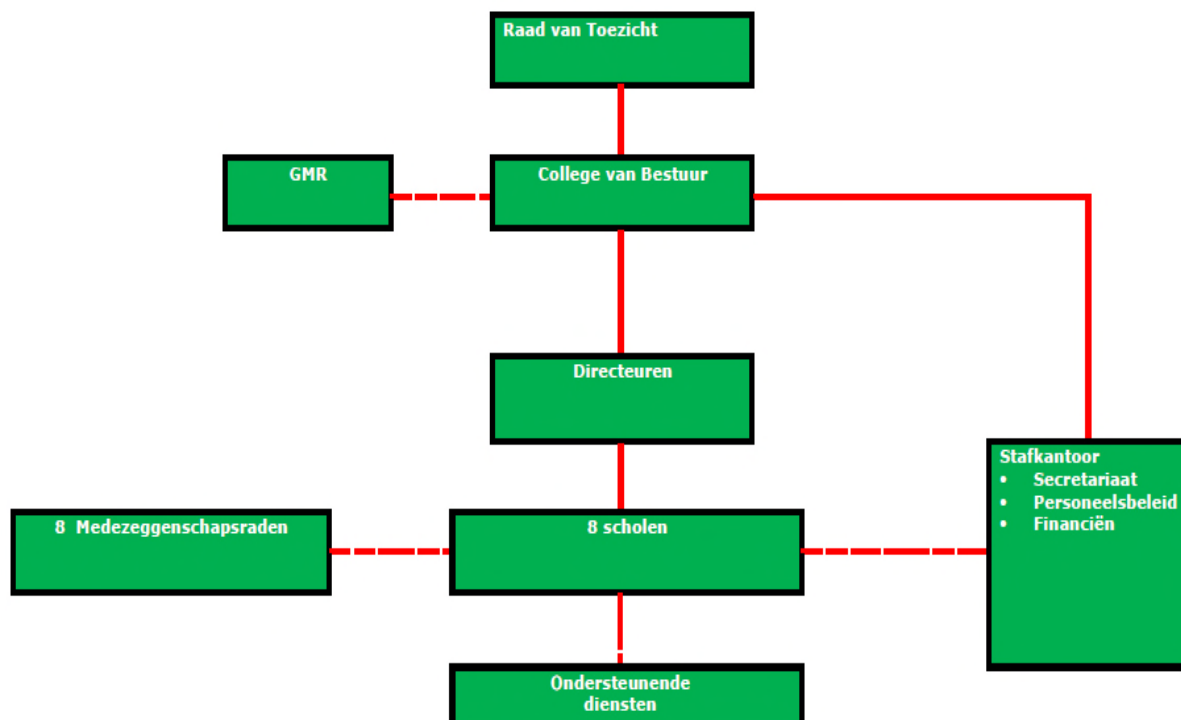 Raad van Toezicht
GMR
College van Bestuur
Directeuren
Stafkantoor
• Secretariaat
• Personeelsbeleid
• Financiën
8 Medezeggenschapsraden
8 scholen
Ondersteunende
diensten